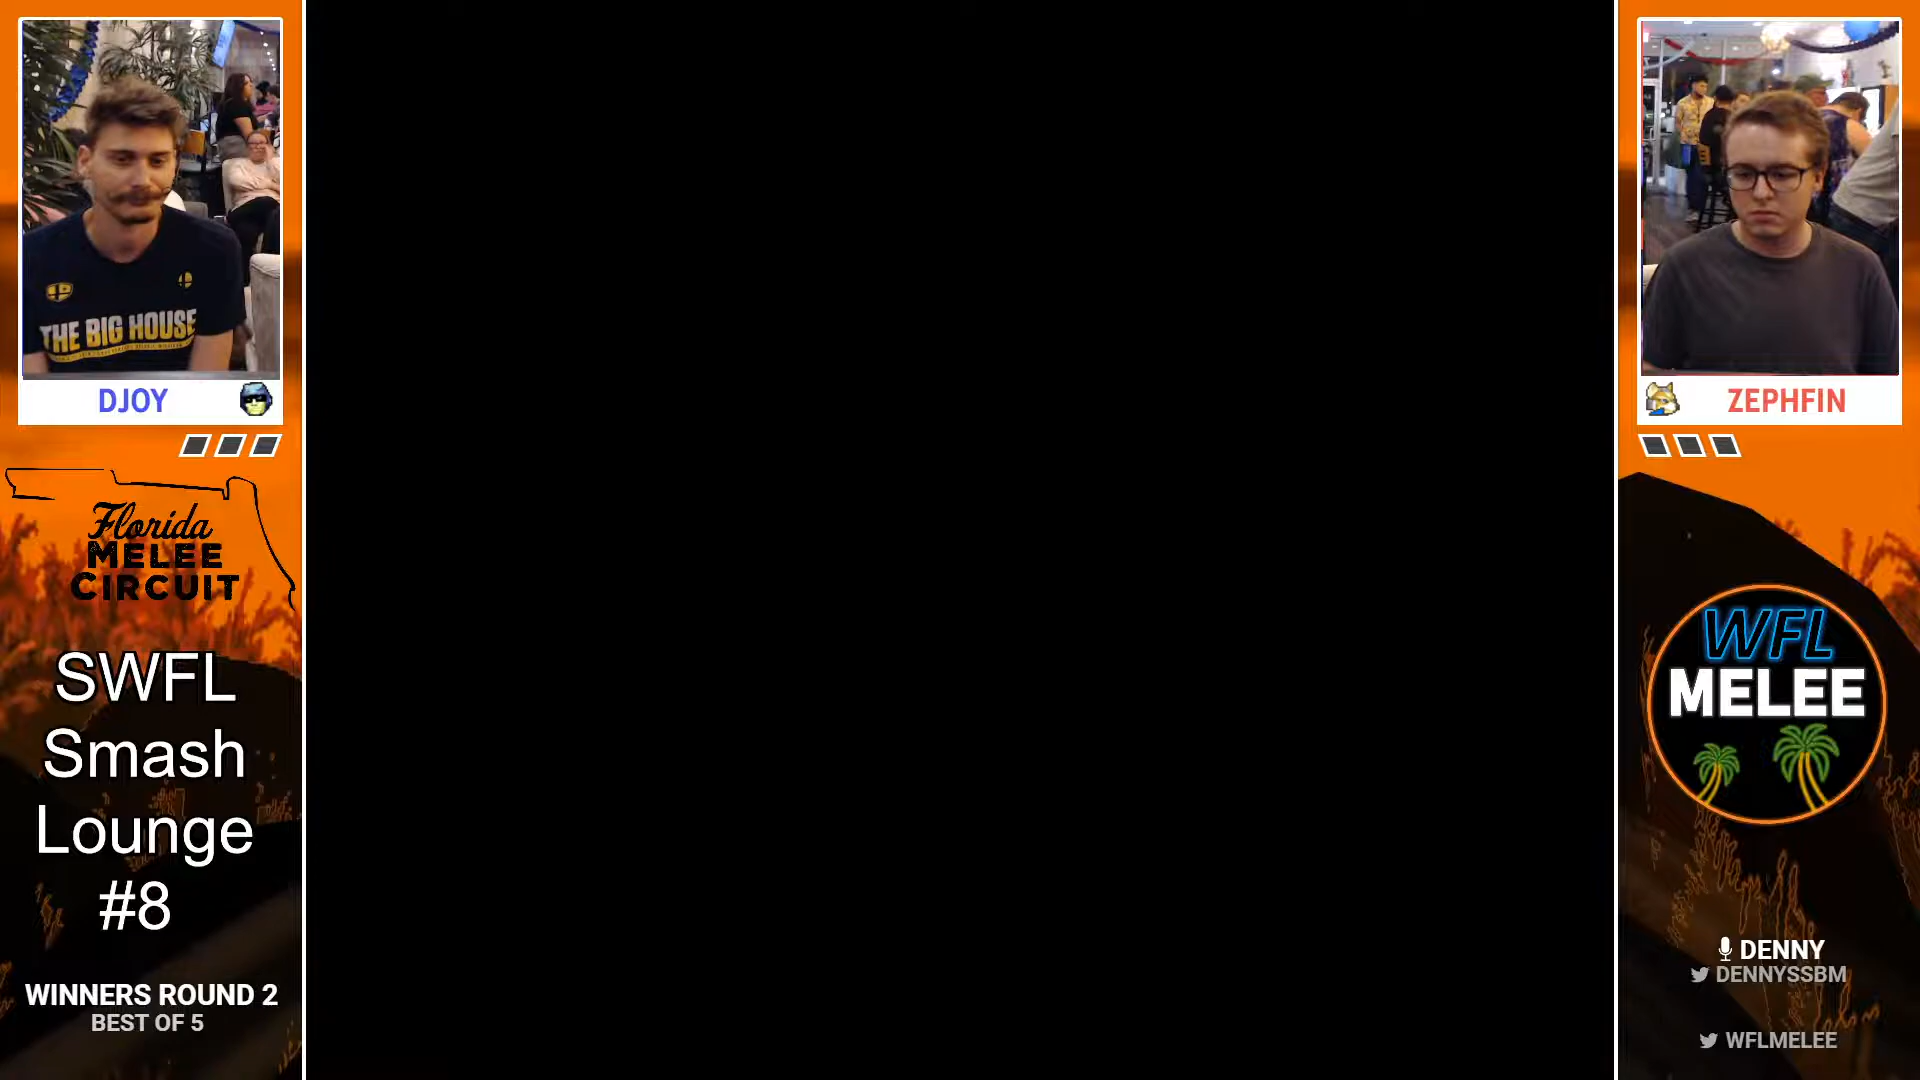 THE BIG HOUSE
DJOY
ZEPHFIN
Florida
MELEE
CIRCUIT
SWFL
Smash
Lounge
#8
WINNERS ROUND 2
BEST OF 5
WFL
MELEE
DENNY
DENNYSSBM
WFLMELEE